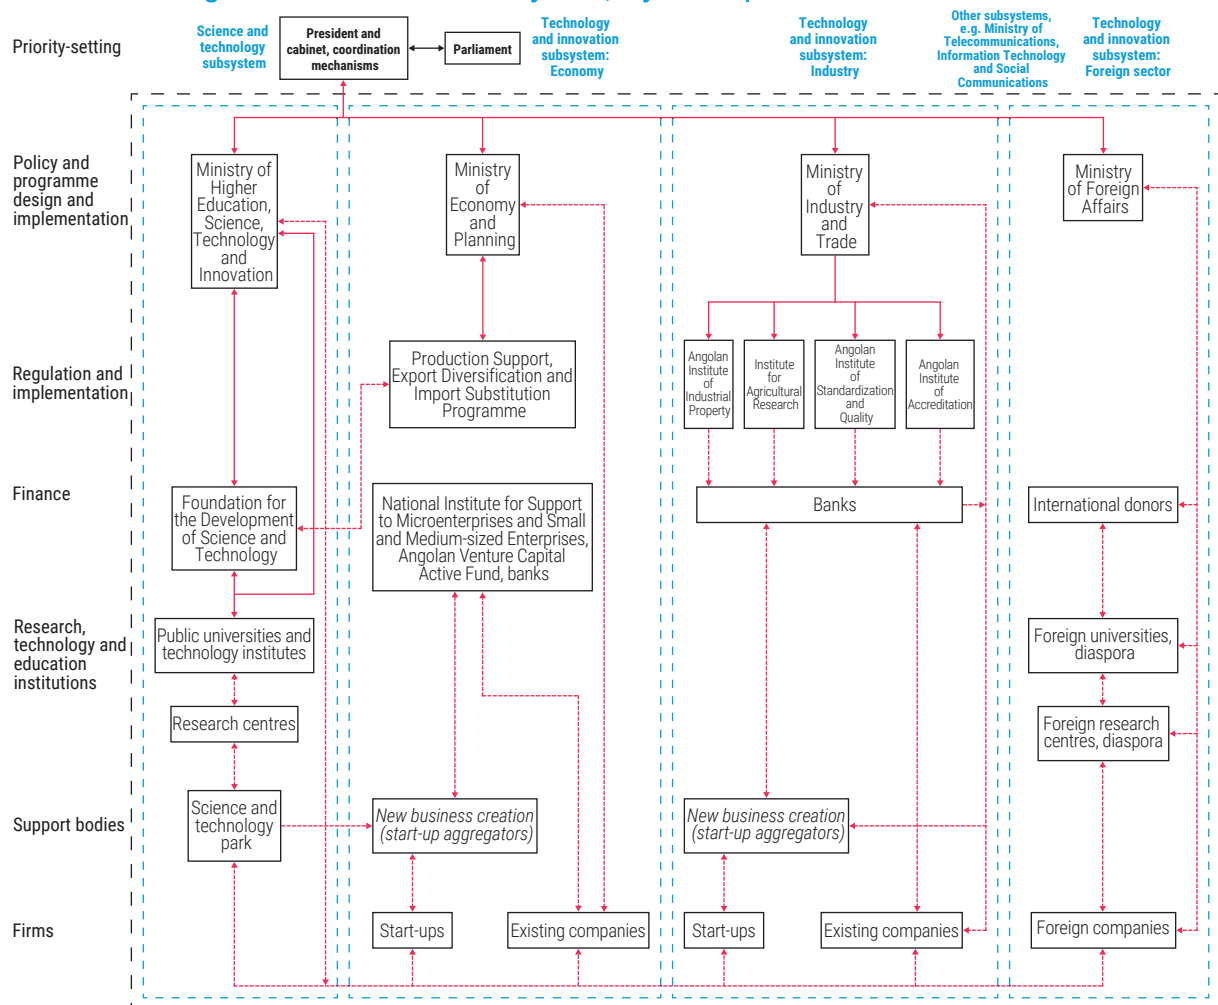 Priority-setting
Science and
technology
subsystem
President and
cabinet, coordination
mechanisms
Parliament
Technology
and innovation
subsystem:
Economy
Technology
and innovation
subsystem:
Industry
Other subsystems,
e.g. Ministry of
Telecommunications,
Information Technology
and Social
Communications
Technology
and innovation
subsystem:
Foreign sector
Policy and
programme
design and
implementation
Ministry of
Higher
Education,
Science,
Technology
and
Innovation
Ministry
of
Economy
and
Planning
Ministry
of
Industry
and
Trade
Ministry
of Foreign
Affairs
Regulation and
implementation
Production Support,
Export Diversification and
Import Substitution
Programme
Angolan
Institute
of
Industrial
Property
Institute
for
Agricultural
Research
Angolan
Institute
of
Standardization
and
Quality
Angolan
Institute
of
Accreditation
Finance
Foundation for
the Development
of Science and
Technology
National Institute for Support
to Microenterprises and Small
and Medium-sized Enterprises,
Angolan Venture Capital
Active Fund, banks
Banks
International donors
Research,
technology and
education
institutions
Public universities and
technology institutes
Foreign universities,
diaspora
Research centres
Foreign research
centres, diaspora
Support bodies
Science and
technology
park
New business creation
(start-up aggregators)
New business creation
(start-up aggregators)
Firms
Start-ups
Existing companies
Start-ups
Existing companies
Foreign companies